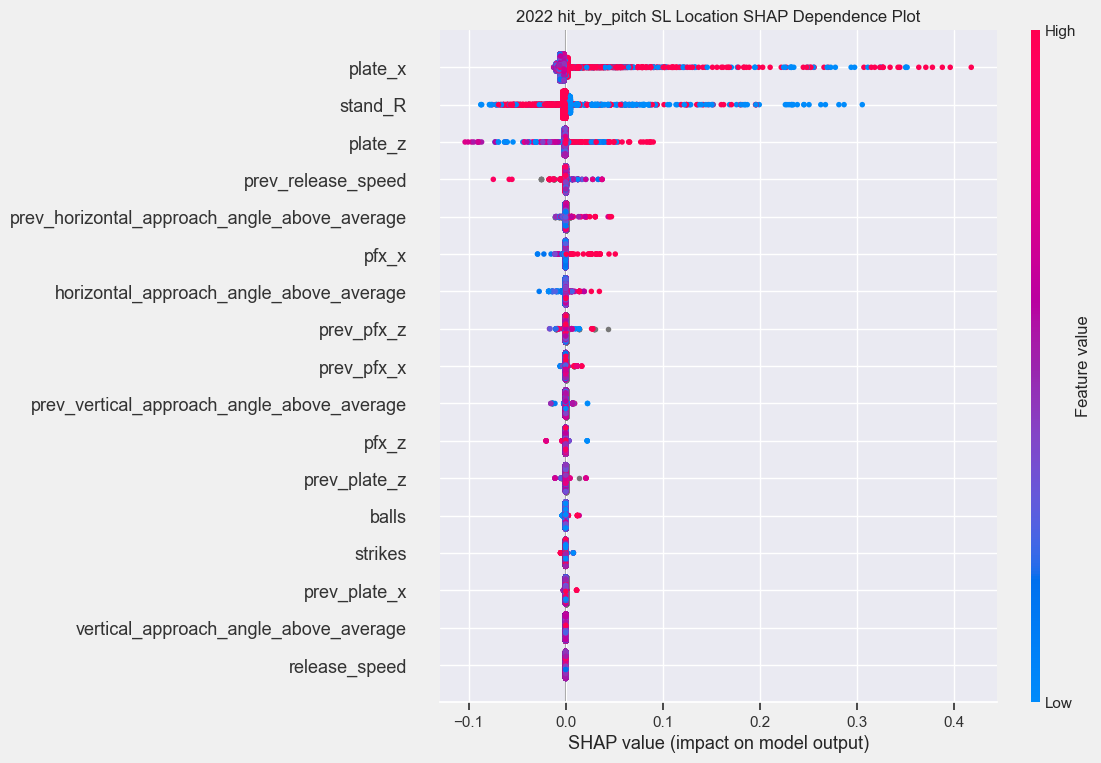 2022 hit_by_pitch SL Location SHAP Dependence Plot
High
plate_x
stand_R
plate_z
prev_release_speed
prev_horizontal_approach_angle_above_average
pfx_x
horizontal_approach_angle_above_average
prev_pfx_z
prev_pfx_x
prev_vertical_approach_angle_above_average
pfx_z
prev_plate_z
balls
strikes
prev_plate_x
vertical_approach_angle_above_average
release_speed
Feature value
Low
−0.1 0.0 0.1 0.2 0.3 0.4
SHAP value (impact on model output)